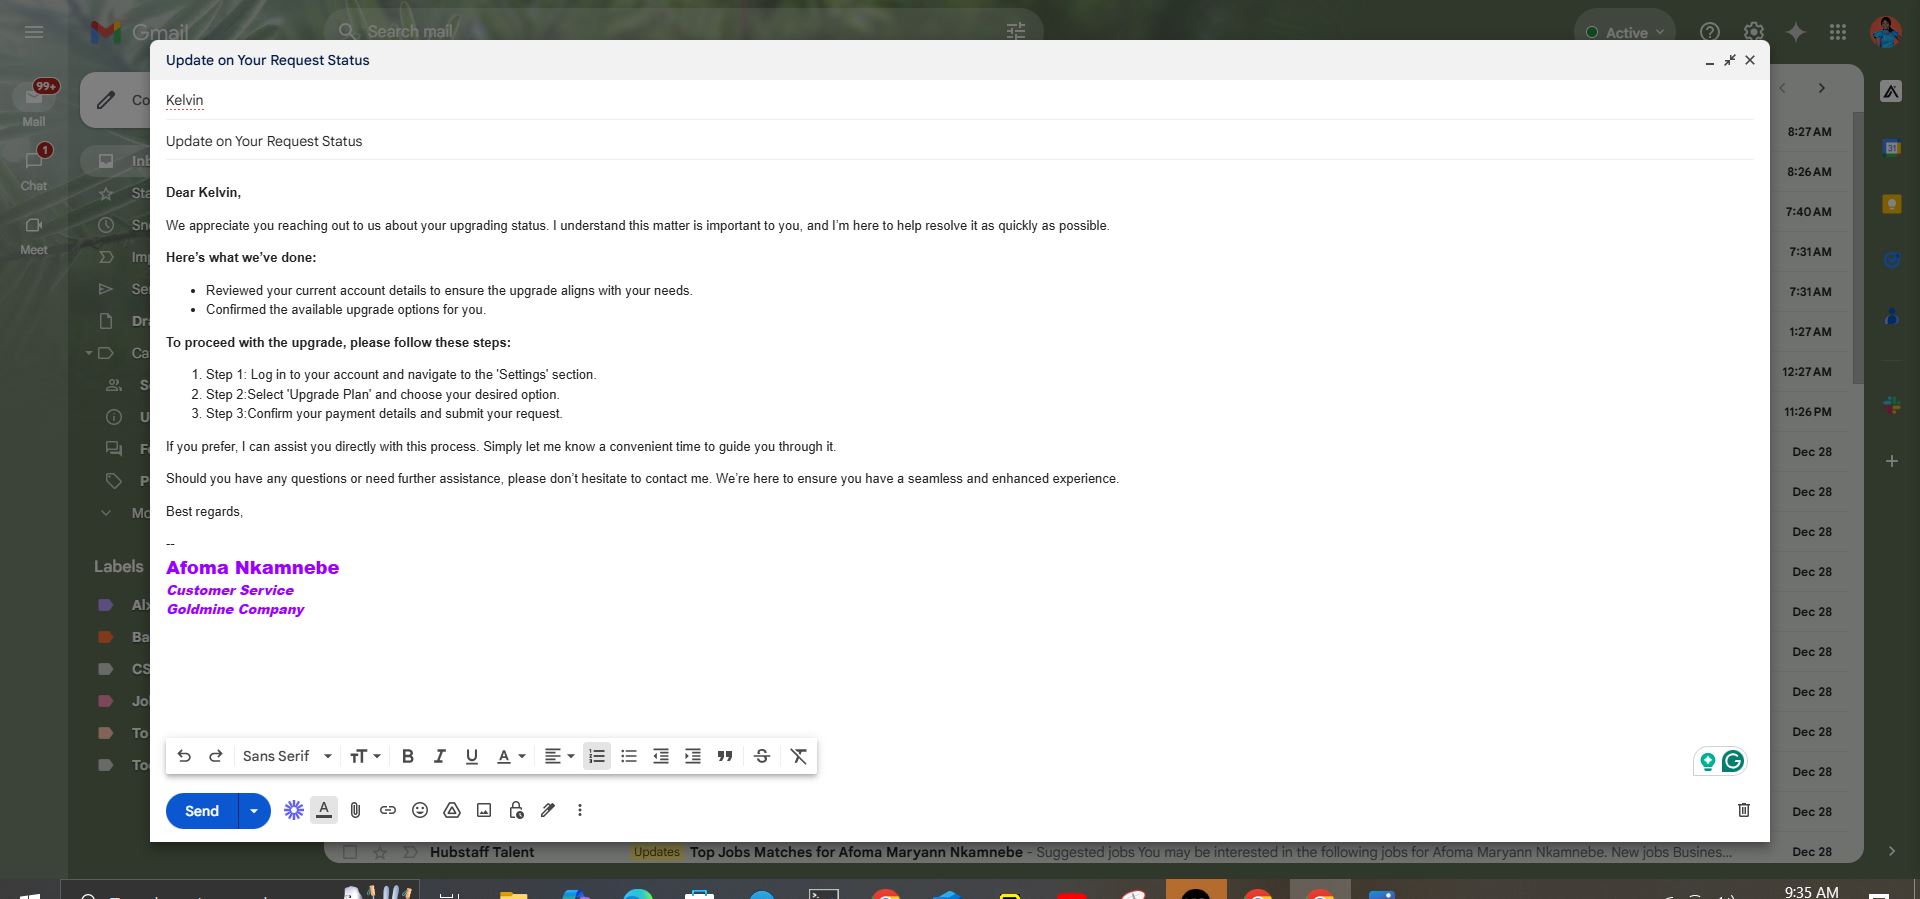 Gmail
Search mail
Active
99+
Mail
1
Chat
Meet
Co
Inb
Sta
Sno
Im
Se
Dra
Ca
S
U
F
P
Mo
Labels
Alx
Ba
CS
Jo
To
To
Update on Your Request Status
Kelvin
Update on Your Request Status
Dear Kelvin,
We appreciate you reaching out to us about your upgrading status. I understand this matter is important to you, and I’m here to help resolve it as quickly as possible.
Here’s what we’ve done:
• Reviewed your current account details to ensure the upgrade aligns with your needs.
• Confirmed the available upgrade options for you.
To proceed with the upgrade, please follow these steps:
1. Step 1: Log in to your account and navigate to the 'Settings' section.
2. Step 2:Select 'Upgrade Plan' and choose your desired option.
3. Step 3:Confirm your payment details and submit your request.
If you prefer, I can assist you directly with this process. Simply let me know a convenient time to guide you through it.
Should you have any questions or need further assistance, please don’t hesitate to contact me. We’re here to ensure you have a seamless and enhanced experience.
Best regards,
--
Afoma Nkamnebe
Customer Service
Goldmine Company
Sans Serif
Send
8:27 AM
8:26 AM
7:40 AM
7:31 AM
7:31 AM
1:27 AM
12:27 AM
11:26 PM
Dec 28
Dec 28
Dec 28
Dec 28
Dec 28
Dec 28
Dec 28
Dec 28
Dec 28
Dec 28
Hubstaff Talent Updates Top Jobs Matches for Afoma Maryann Nkamnebe - Suggested jobs You may be interested in the following jobs for Afoma Maryann Nkamnebe. New jobs Business... Dec 28
31
9:35 AM